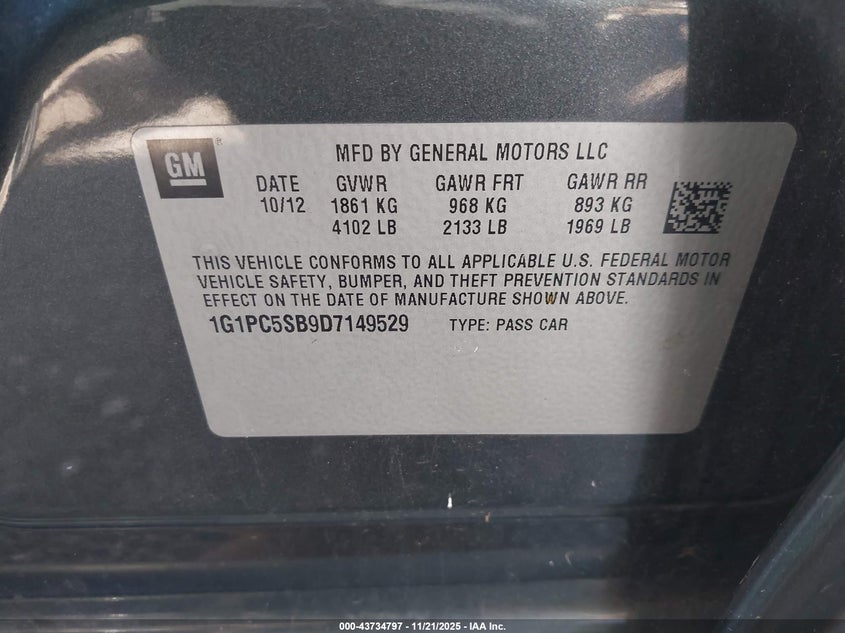 GM
MFD BY GENERAL MOTORS LLC
DATE GVWR GAWR FRT GAWR RR
10/12 1861 KG 968 KG 893 KG
4102 LB 2133 LB 1969 LB
THIS VEHICLE CONFORMS TO ALL APPLICABLE U.S. FEDERAL MOTOR
VEHICLE SAFETY, BUMPER, AND THEFT PREVENTION STANDARDS IN
EFFECT ON THE DATE OF MANUFACTURE SHOWN ABOVE.
1G1PC5SB9D7149529 TYPE: PASS CAR
000-43734797 - 11/21/2025 - IAA Inc.